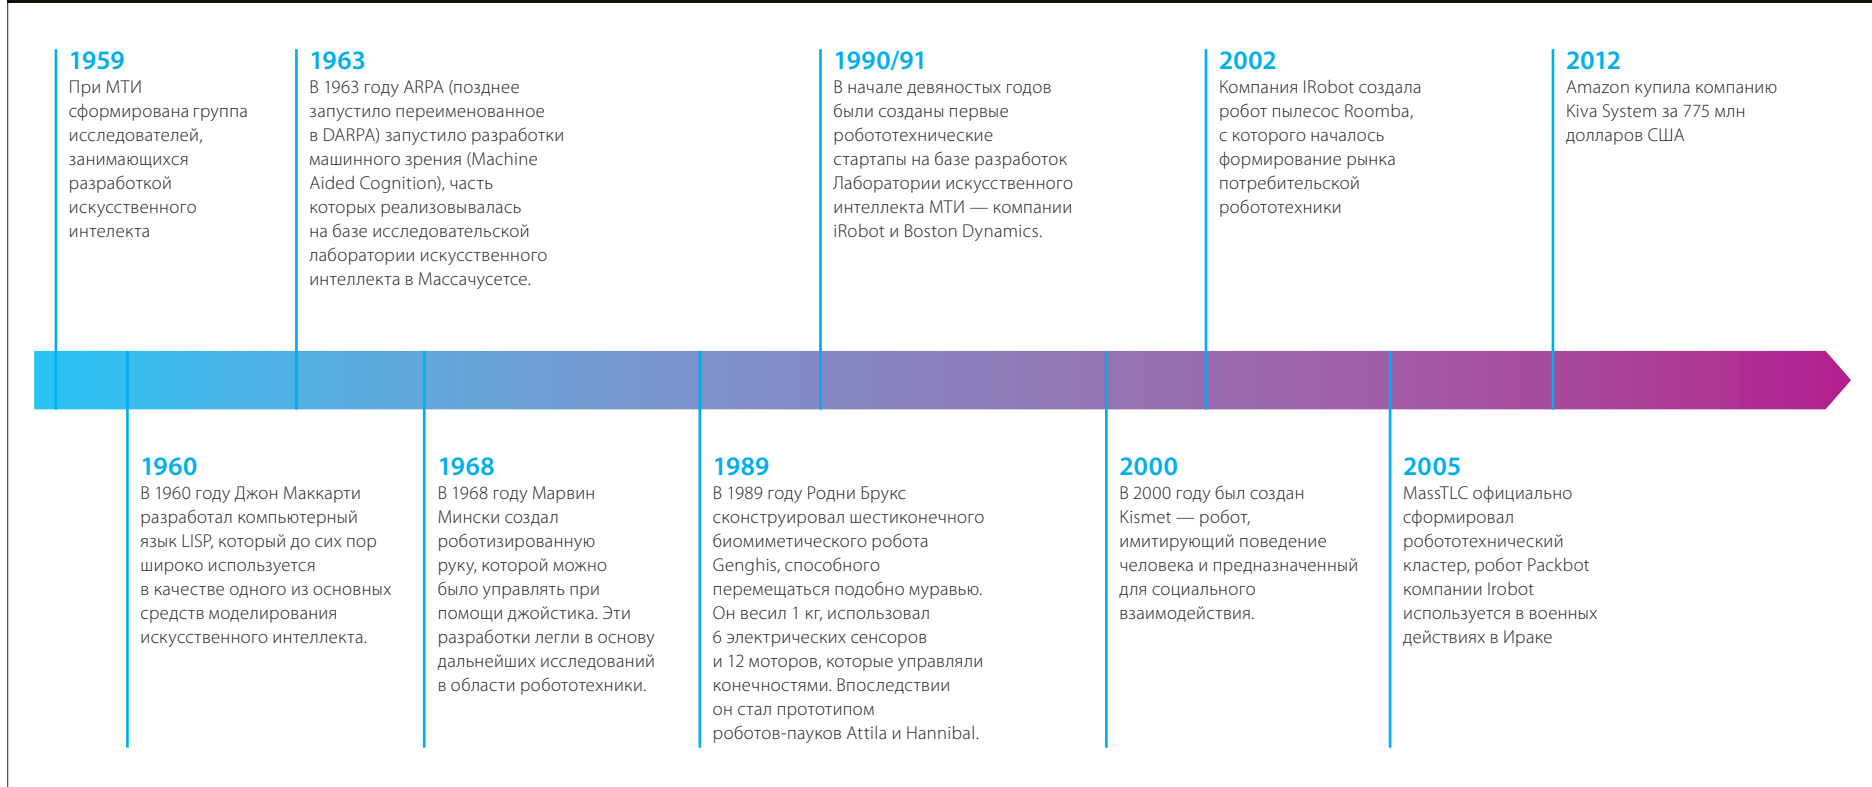 1959
При МТИ
сформирована группа
исследователей,
занимающихся
разработкой
искусственного
интелекта
1963
В 1963 году ARPA (позднее
запустило переименованное
в DARPA) запустило разработки
машинного зрения (Machine
Aided Cognition), часть
которых реализовывалась
на базе исследовательской
лаборатории искусственного
интеллекта в Массачусетсе.
1990/91
В начале девяностых годов
были созданы первые
робототехнические
стартапы на базе разработок
Лаборатории искусственного
интеллекта МТИ — компании
iRobot и Boston Dynamics.
2002
Компания IRobot создала
робот пылесос Roomba,
с которого началось
формирование рынка
потребительской
робототехники
2012
Amazon купила компанию
Kiva System за 775 млн
долларов США
1960
В 1960 году Джон Маккарти
разработал компьютерный
язык LISP, который до сих пор
широко используется
в качестве одного из основных
средств моделирования
искусственного интеллекта.
1968
В 1968 году Марвин
Мински создал
роботизированную
руку, которой можно
было управлять при
помощи джойстика. Эти
разработки легли в основу
дальнейших исследований
в области робототехники.
1989
В 1989 году Родни Брукс
сконструировал шестиконечного
биомиметического робота
Genghis, способного
перемещаться подобно муравью.
Он весил 1 кг, использовал
6 электрических сенсоров
и 12 моторов, которые управляли
конечностями. Впоследствии
он стал прототипом
роботов-пауков Attila и Hannibal.
2000
В 2000 году был создан
Kismet — робот,
имитирующий поведение
человека и предназначенный
для социального
взаимодействия.
2005
MassTLC официально
сформировал
робототехнический
кластер, робот Packbot
компании Irobot
используется в военных
действиях в Ираке